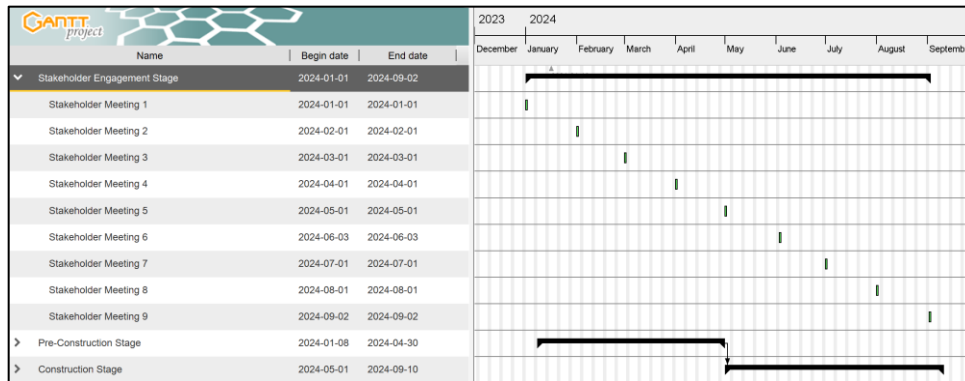 GANTT
project
2023 2024
December January February March April May June July August Septemb
Name Begin date End date
Stakeholder Engagement Stage 2024-01-01 2024-09-02
Stakeholder Meeting 1 2024-01-01 2024-01-01
Stakeholder Meeting 2 2024-02-01 2024-02-01
Stakeholder Meeting 3 2024-03-01 2024-03-01
Stakeholder Meeting 4 2024-04-01 2024-04-01
Stakeholder Meeting 5 2024-05-01 2024-05-01
Stakeholder Meeting 6 2024-06-03 2024-06-03
Stakeholder Meeting 7 2024-07-01 2024-07-01
Stakeholder Meeting 8 2024-08-01 2024-08-01
Stakeholder Meeting 9 2024-09-02 2024-09-02
Pre-Construction Stage 2024-01-08 2024-04-30
Construction Stage 2024-05-01 2024-09-10